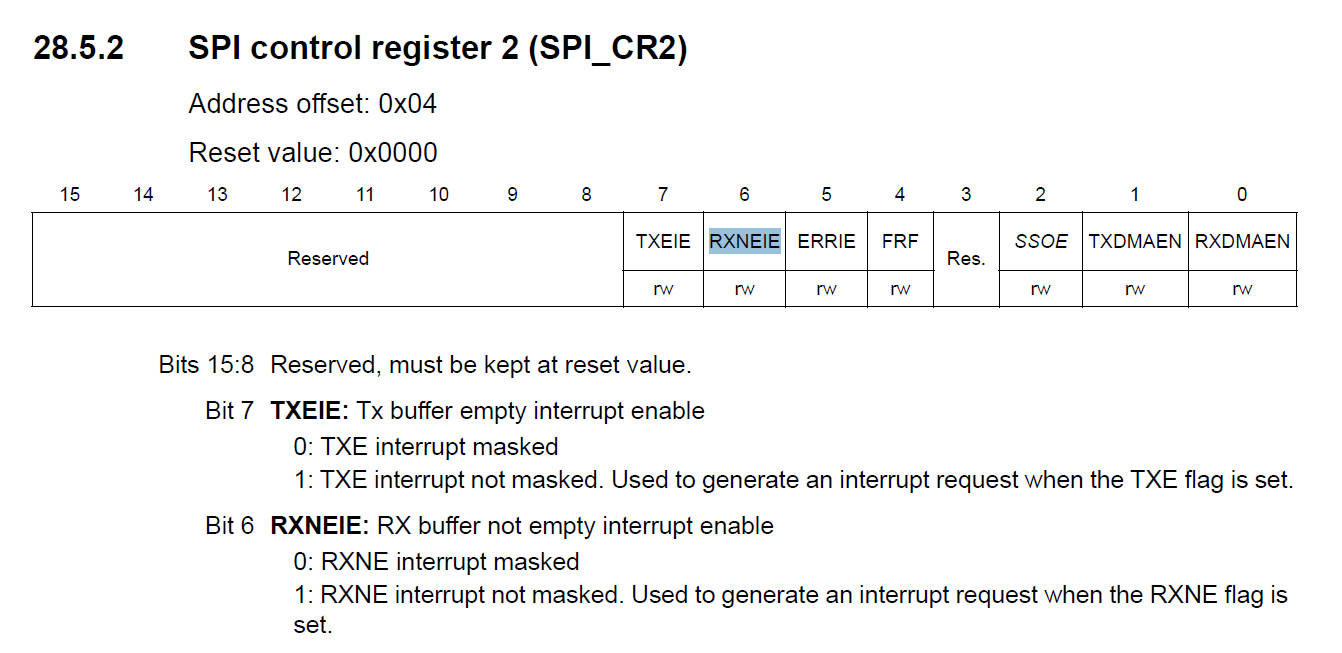 28.5.2 SPI control register 2 (SPI_CR2)
Address offset: 0x04
Reset value: 0x0000
15 14 13 12 11 10 9 8 7 6 5 4 3 2 1 0
Reserved TXEIE RXNEIE ERRIE FRF Res. SSOE TXDMAEN RXDMAEN
rw rw rw rw rw rw rw
Bits 15:8 Reserved, must be kept at reset value.
Bit 7 TXEIE: Tx buffer empty interrupt enable
0: TXE interrupt masked
1: TXE interrupt not masked. Used to generate an interrupt request when the TXE flag is set.
Bit 6 RXNEIE: RX buffer not empty interrupt enable
0: RXNE interrupt masked
1: RXNE interrupt not masked. Used to generate an interrupt request when the RXNE flag is
set.